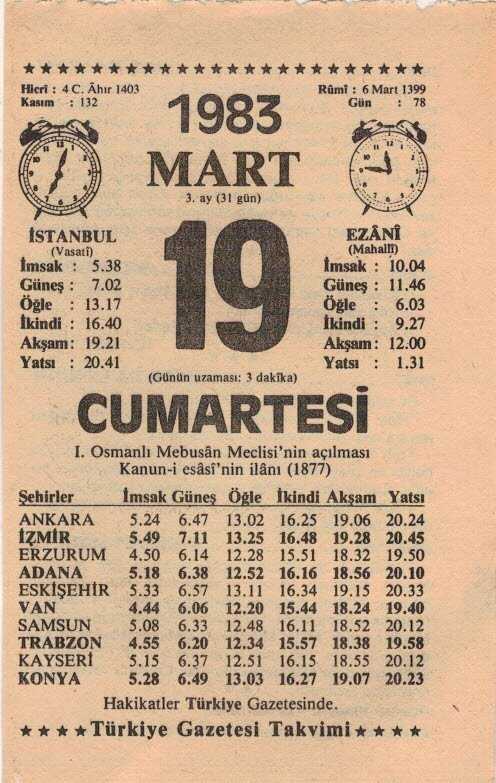 ★★★★★★★★★★★★★★★★★★★★★★★★★★★★
Hicrî : 4 C. Âhır 1403
Kasım : 132
1983
Rûmî : 6 Mart 1399
Gün : 78
MART
3. ay (31 gün)
İSTANBUL
(Vasatî)
İmsak : 5.38
Güneş : 7.02
Öğle : 13.17
İkindi : 16.40
Akşam: 19.21
Yatsı : 20.41
19
EZÂNÎ
(Mahallî)
İmsak : 10.04
Güneş : 11.46
Öğle : 6.03
İkindi : 9.27
Akşam: 12.00
Yatsı : 1.31
(Günün uzaması: 3 dakîka)
CUMARTESİ
I. Osmanlı Mebusân Meclisi'nin açılması
Kanun-i esâsî'nin ilânı (1877)
Şehirler İmsak Güneş Öğle İkindi Akşam Yatsı
ANKARA 5.24 6.47 13.02 16.25 19.06 20.24
İZMİR 5.49 7.11 13.25 16.48 19.28 20.45
ERZURUM 4.50 6.14 12.28 15.51 18.32 19.50
ADANA 5.18 6.38 12.52 16.16 18.56 20.10
ESKİŞEHİR 5.33 6.57 13.11 16.34 19.15 20.33
VAN 4.44 6.06 12.20 15.44 18.24 19.40
SAMSUN 5.08 6.33 12.48 16.11 18.52 20.12
TRABZON 4.55 6.20 12.34 15.57 18.38 19.58
KAYSERİ 5.15 6.37 12.51 16.15 18.55 20.12
KONYA 5.28 6.49 13.03 16.27 19.07 20.23
Hakikatler Türkiye Gazetesinde.
★★★★Türkiye Gazetesi Takvimi★★★★